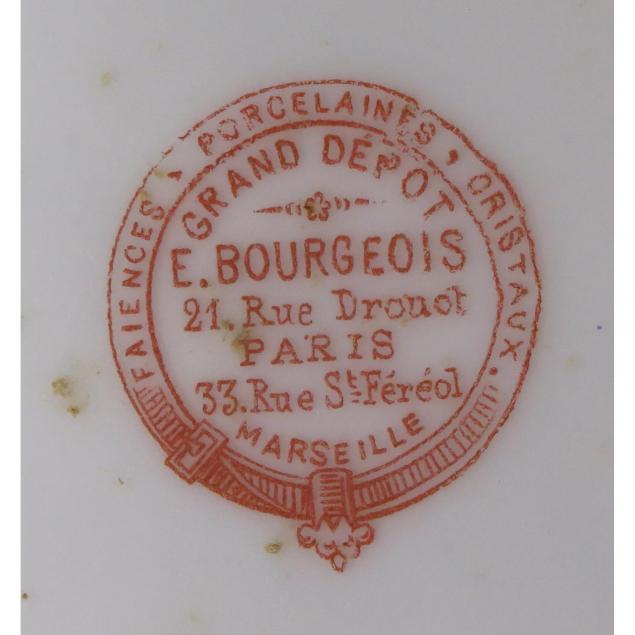 FAIENCES, PORCELAINES, CRISTAUX.
GRAND DÉPOT
E. BOURGEOIS
21. Rue Drouot
PARIS
33. Rue St. Féréol
MARSEILLE